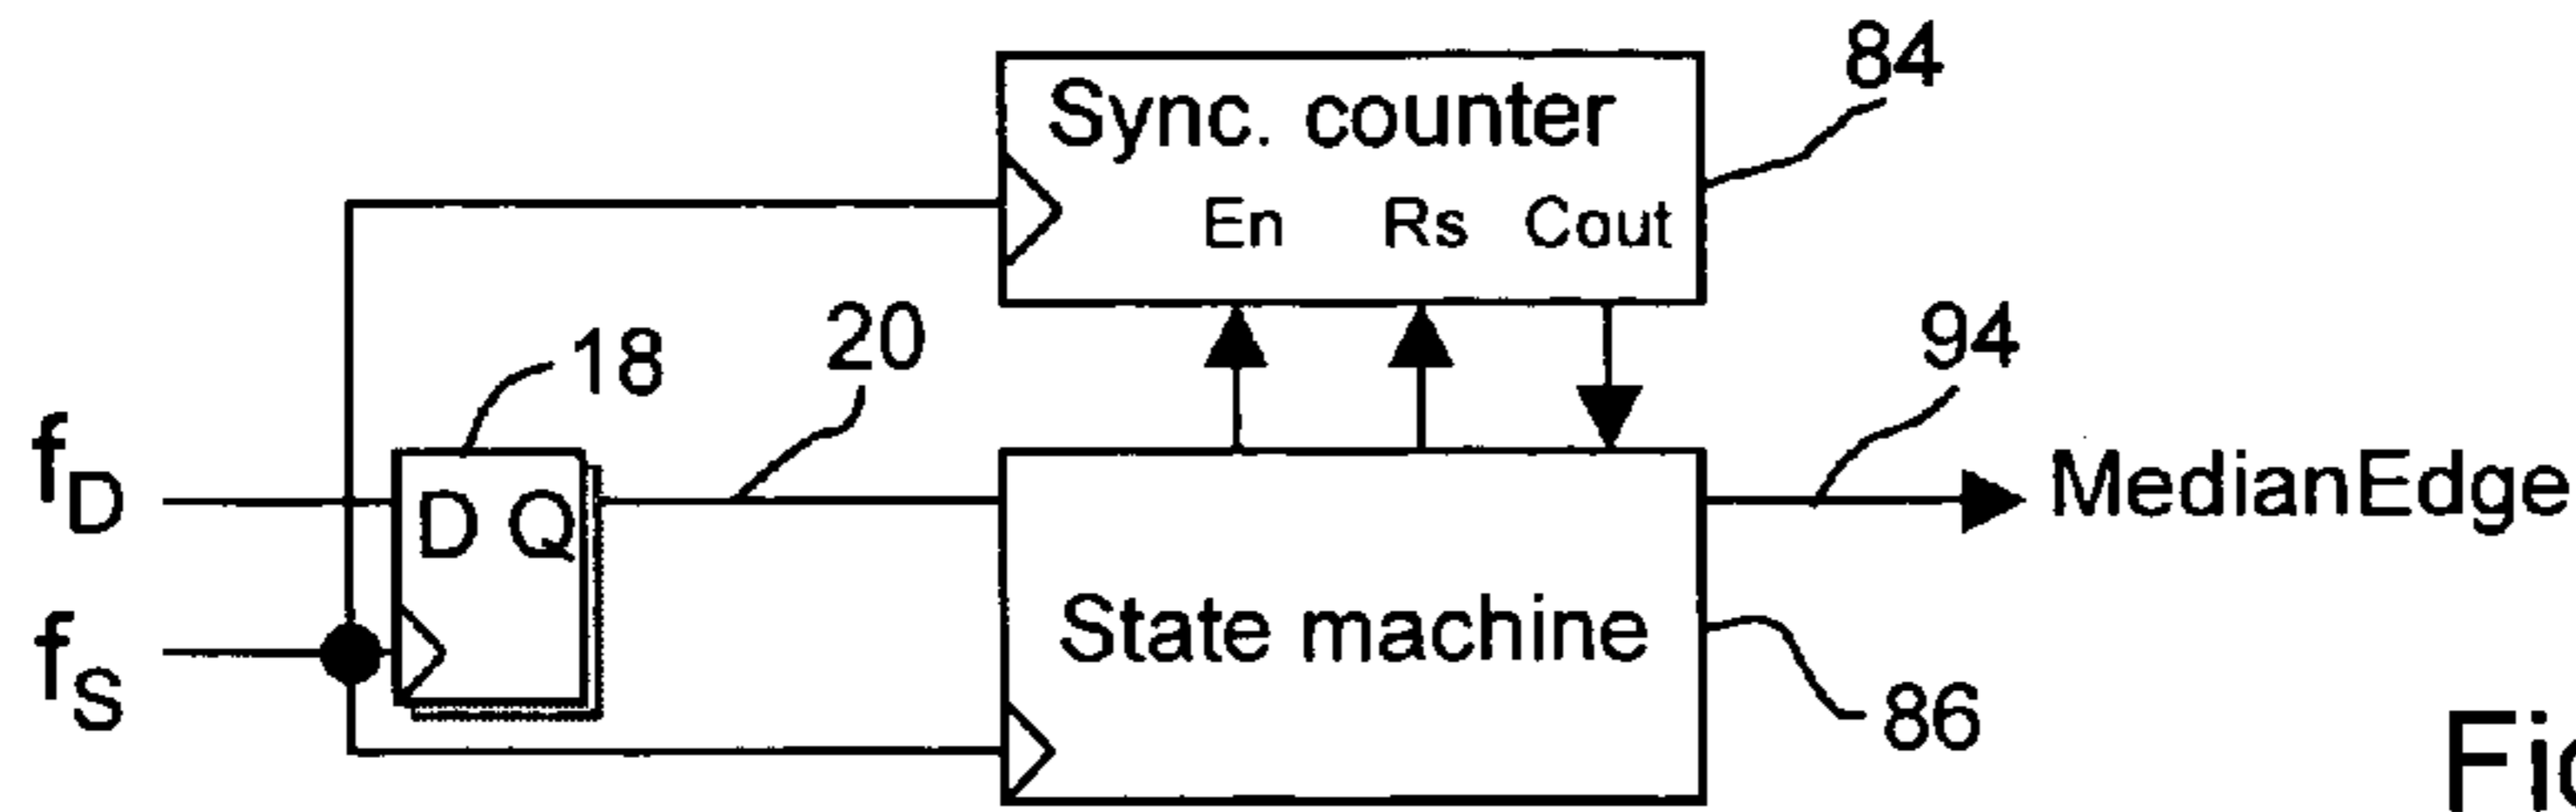 84
Sync. counter
En Rs Cout
18
20
94
fD
D Q
MedianEdge
fS
State machine
86